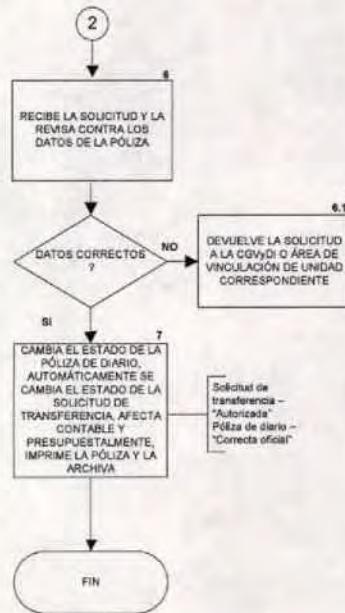 2
6
RECIBE LA SOLICITUD Y LA
REVISA CONTRA LOS
DATOS DE LA PÓLIZA
DATOS CORRECTOS
?
NO
6.1
DEVUELVE LA SOLICITUD
A LA CGVyDI O ÁREA DE
VINCULACIÓN DE UNIDAD
CORRESPONDIENTE
SI
7
CAMBIA EL ESTADO DE LA
PÓLIZA DE DIARIO,
AUTOMÁTICAMENTE SE
CAMBIA EL ESTADO DE LA
SOLICITUD DE
TRANSFERENCIA, AFECTA
CONTABLE Y
PRESUPUESTALMENTE,
IMPRIME LA PÓLIZA Y LA
ARCHIVA
Solicitud de
transferencia –
"Autorizada"
Póliza de diario –
"Correcta oficial"
FIN